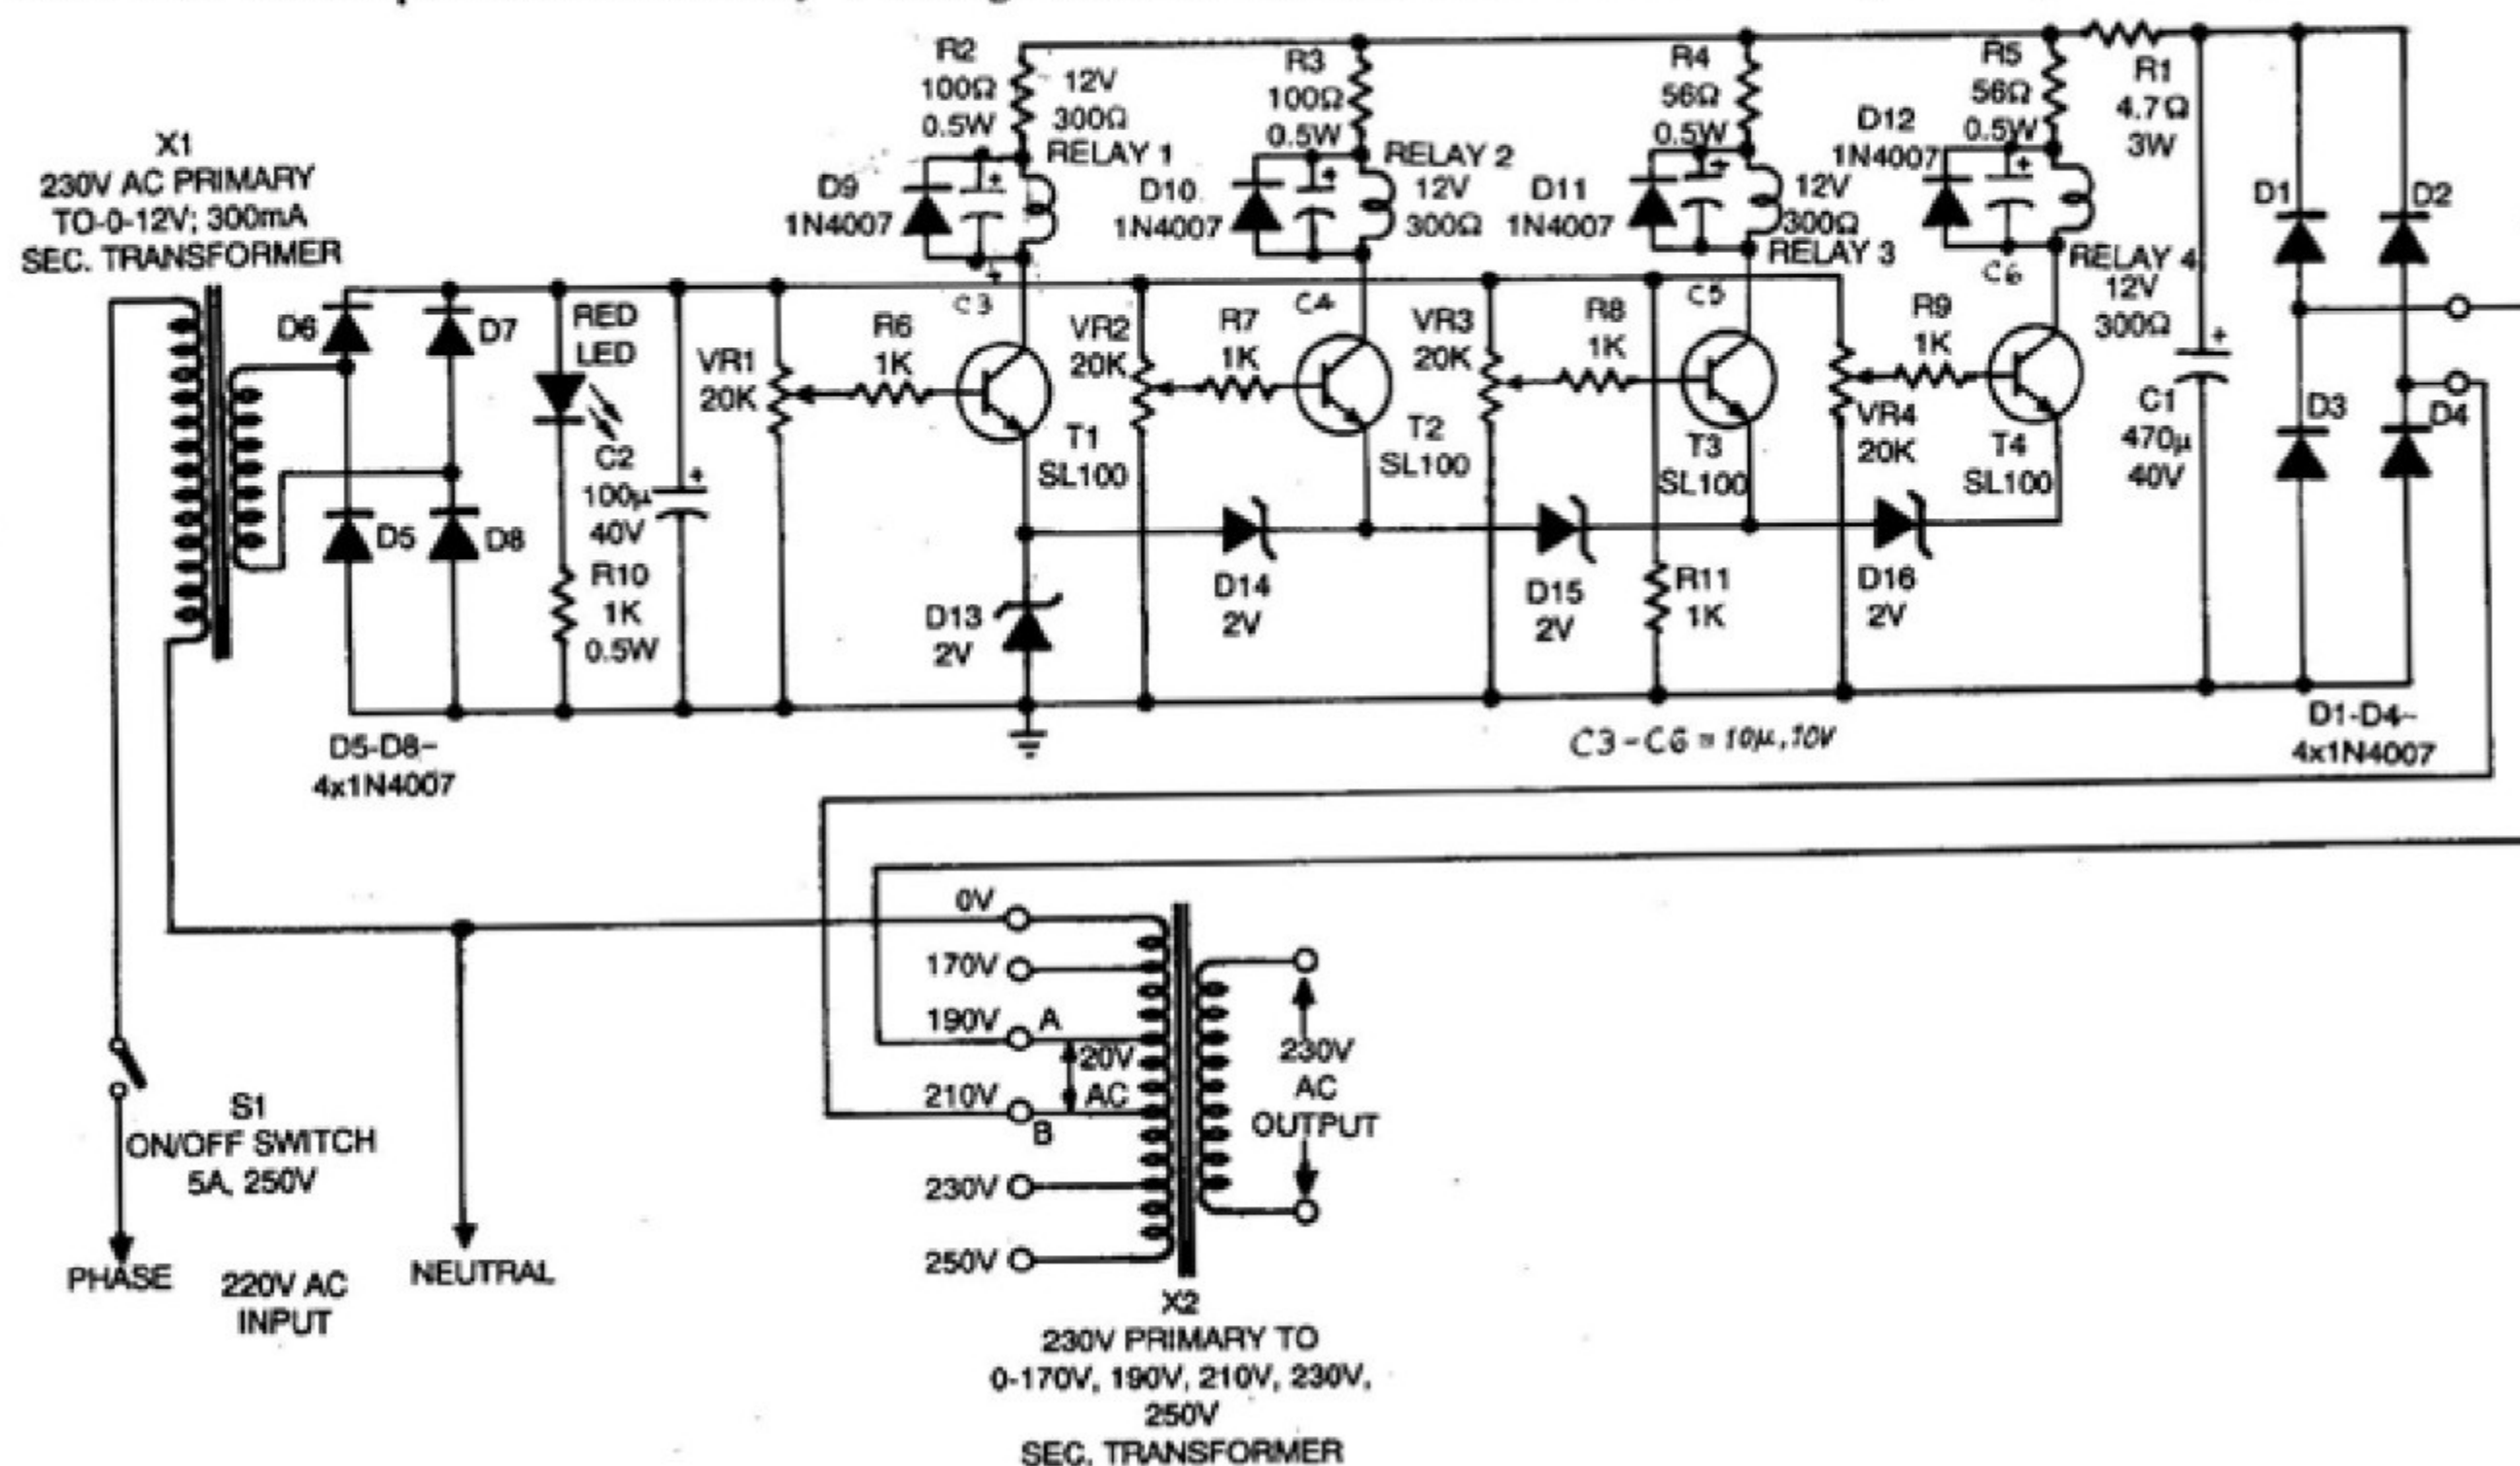 X1
230V AC PRIMARY
TO-0-12V; 300mA
SEC. TRANSFORMER
R2
100Ω
0.5W
12V
300Ω
RELAY 1
D9
1N4007
C3
R3
100Ω
0.5W
RELAY 2
12V
300Ω
D10
1N4007
C4
R4
56Ω
0.5W
D11
1N4007
12V
300Ω
RELAY 3
C5
R5
56Ω
0.5W
D12
1N4007
C6
RELAY 4
12V
300Ω
R1
4.7Ω
3W
D1
D2
D3
D4
C1
470µ
40V
D6
D7
D5
D8
RED
LED
C2
100µ
40V
R10
1K
0.5W
VR1
20K
R6
1K
T1
SL100
VR2
20K
R7
1K
T2
SL100
VR3
20K
R8
1K
T3
SL100
R9
1K
VR4
20K
T4
SL100
D13
2V
D14
2V
D15
2V
R11
1K
D16
2V
D5-D8-
4x1N4007
C3-C6 = 10µ, 10V
D1-D4-
4x1N4007
0V
170V
190V A
20V
AC
210V
B
230V
250V
230V
AC
OUTPUT
S1
ON/OFF SWITCH
5A, 250V
PHASE
220V AC
INPUT
NEUTRAL
X2
230V PRIMARY TO
0-170V, 190V, 210V, 230V,
250V
SEC. TRANSFORMER